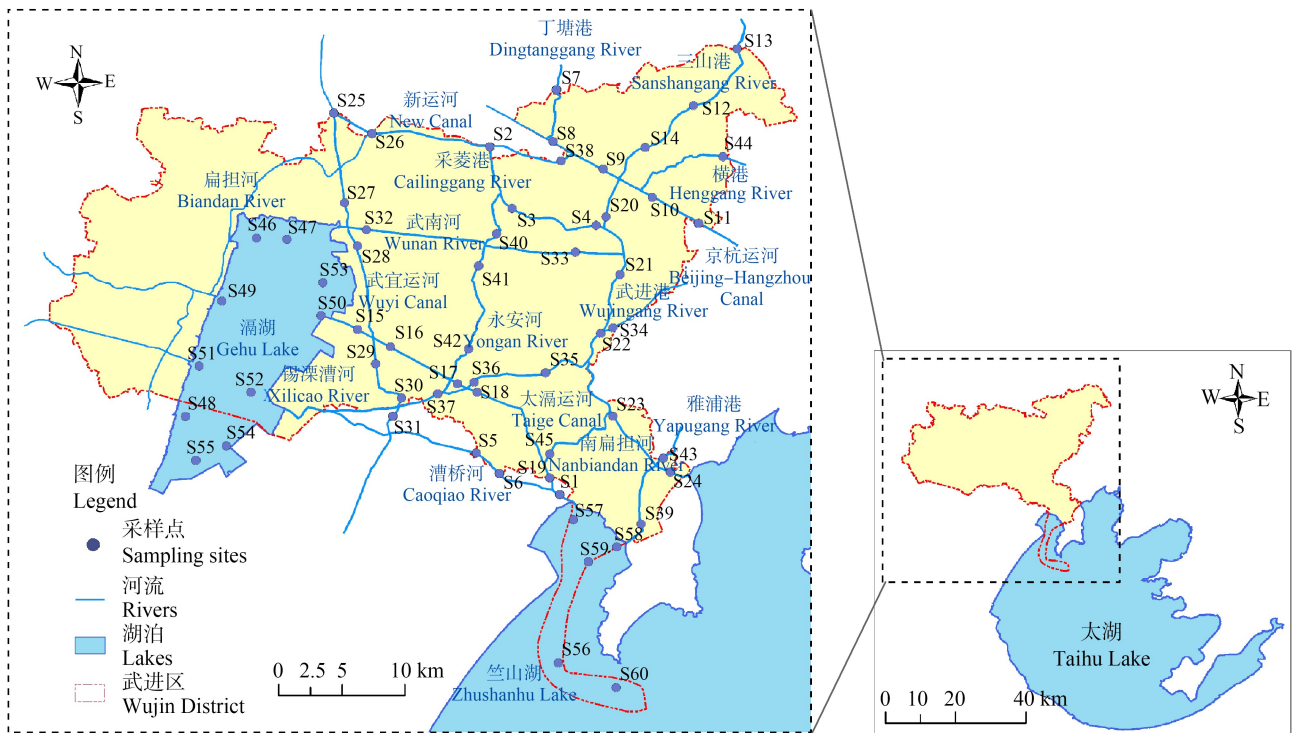 丁塘港
Dingtanggang River
S13
三山港
Sanshangang River
N
W E
S
S7
S12
S25
新运河
New Canal
S26
S2
S8
S38
S14
S44
采菱港
Cailinggang River
S9
横港
Henggang River
扁担河
Biandan River
S27
S10
S11
S46
S47
S32
武南河
Wunan River
S3
S4
S20
S40
S28
S33
京杭运河
Beijing-Hangzhou
Canal
S41
S21
S53
武宜运河
Wuyi Canal
武进港
Wujingang River
S49
S50
S15
滆湖
Gehu Lake
S16
永安河
Yongan River
S42
S34
S22
S51
S29
S35
S52
锡溧漕河
Xilicao River
S30
S17
S36
S18
S37
太滆运河
Taige Canal
S23
雅浦港
Yapugang River
S48
S31
S54
S55
S5
S45
南扁担河
Nanbiandan River
S43
S24
漕桥河
Caoqiao River
S6
S19
S1
S57
S39
S58
S59
S56
S60
竺山湖
Zhushanhu Lake
图例
Legend
采样点
Sampling sites
河流
Rivers
湖泊
Lakes
武进区
Wujin District
0 2.5 5 10 km
N
W E
S
太湖
Taihu Lake
0 10 20 40 km